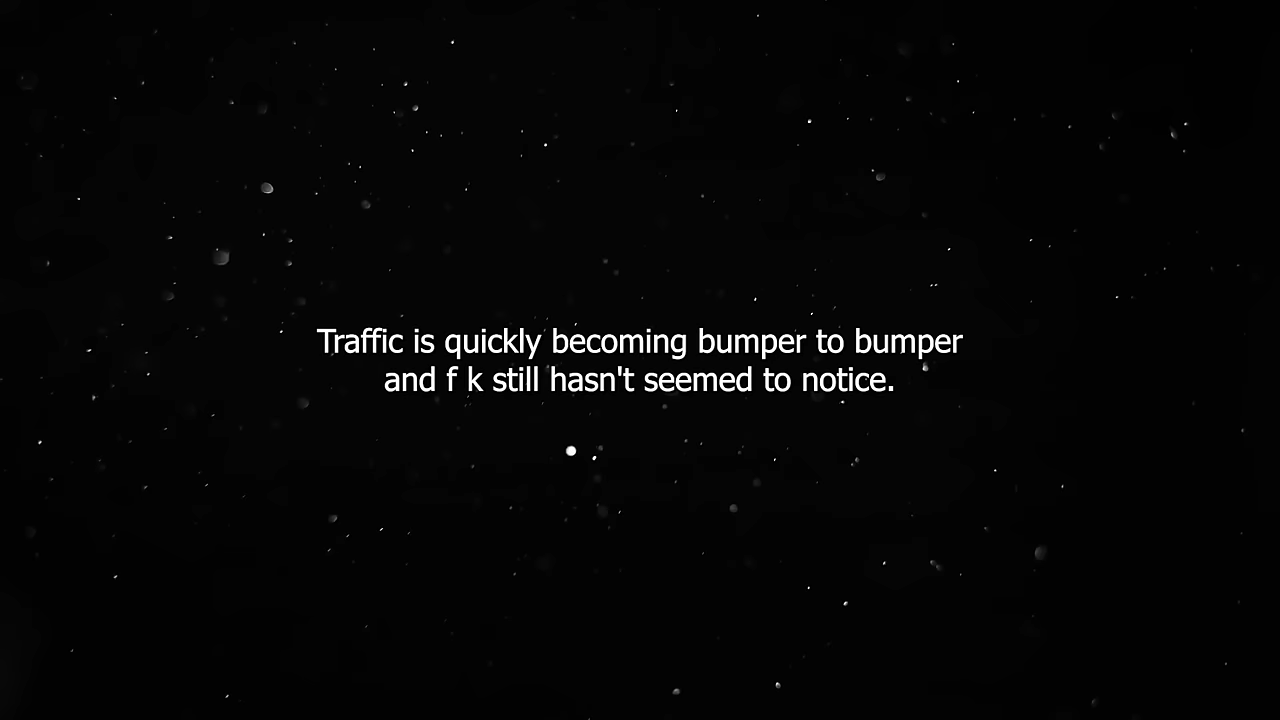 Traffic is quickly becoming bumper to bumper
and f k still hasn't seemed to notice.